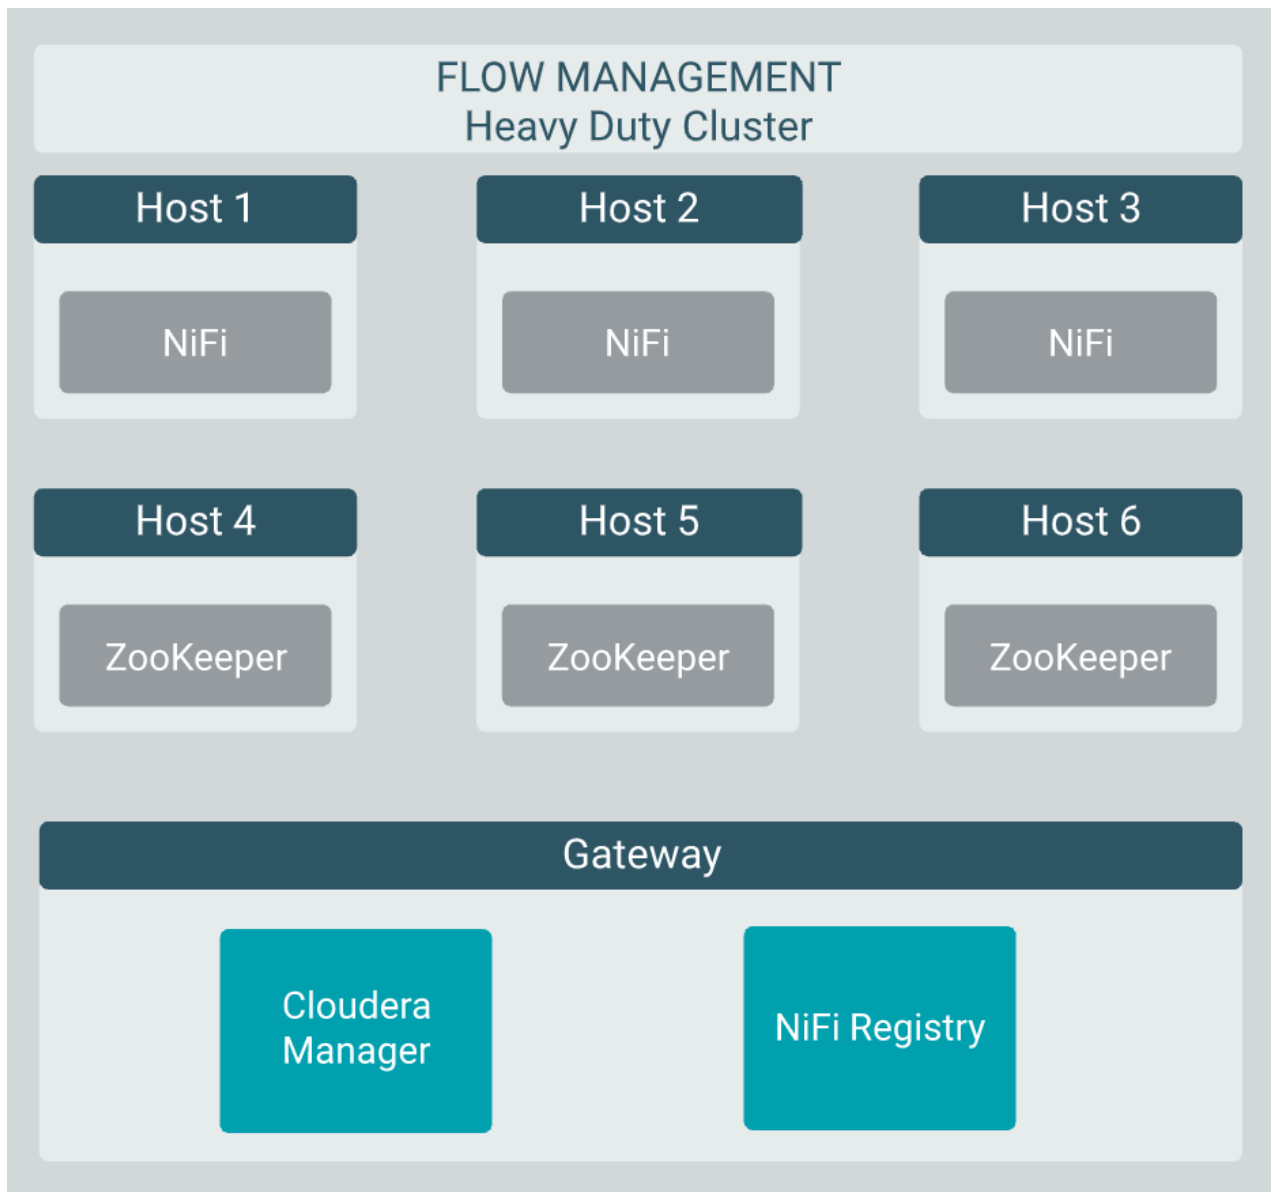 FLOW MANAGEMENT
Heavy Duty Cluster
Host 1
Host 2
Host 3
NiFi
NiFi
NiFi
Host 4
Host 5
Host 6
ZooKeeper
ZooKeeper
ZooKeeper
Gateway
Cloudera
Manager
NiFi Registry